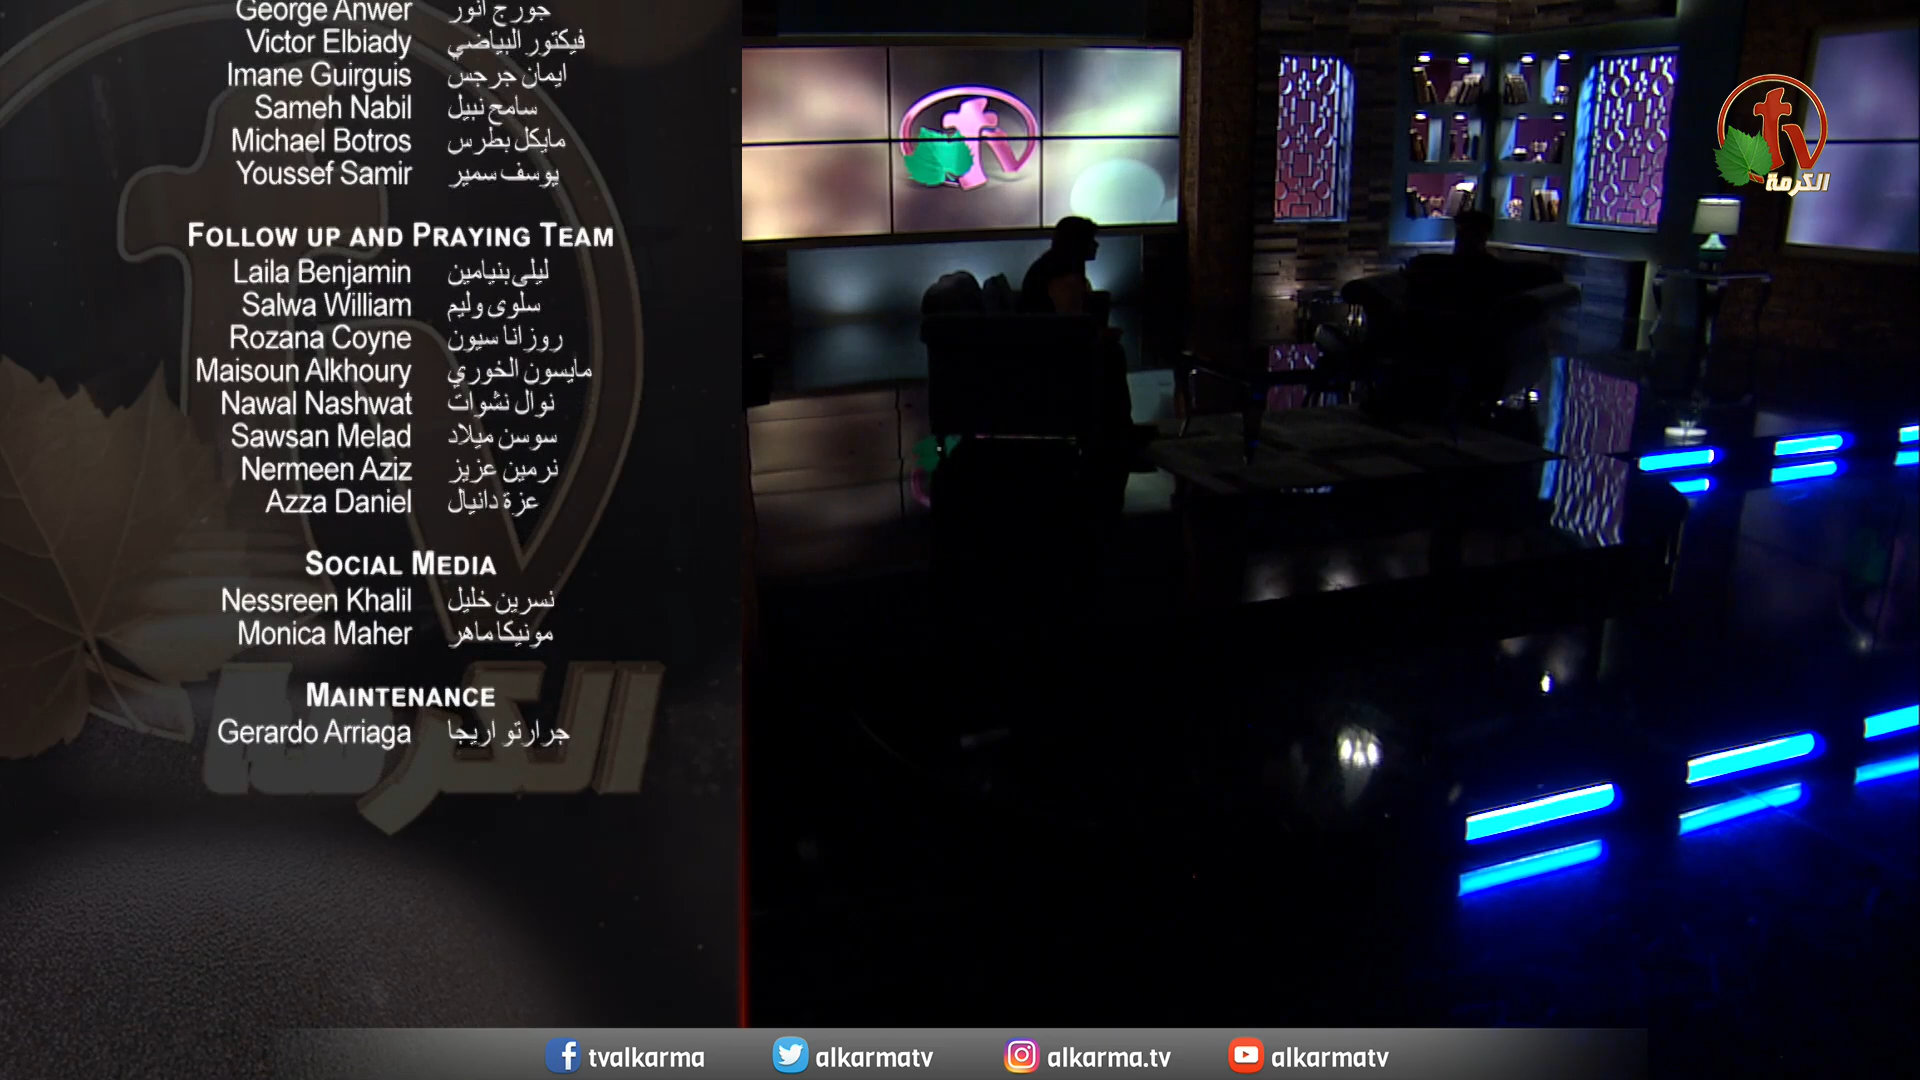 George Anwer جورج انور
Victor Elbiady فيكتور البياضي
Imane Guirguis ايمان جرجس
Sameh Nabil سامح نبيل
Michael Botros مايكل بطرس
Youssef Samir يوسف سمير
FOLLOW UP AND PRAYING TEAM
Laila Benjamin ليلى بنيامين
Salwa William سلوى وليم
Rozana Coyne روزانا سيون
Maisoun Alkhoury مايسون الخوري
Nawal Nashwat نوال نشوات
Sawsan Melad سوسن ميلاد
Nermeen Aziz نرمين عزيز
Azza Daniel عزة دانيال
SOCIAL MEDIA
Nessreen Khalil نسرين خليل
Monica Maher مونيكا ماهر
MAINTENANCE
Gerardo Arriaga جرارتو اريجا
الكرمة
tv
tv
الكرمة
tvalkarma alkarmatv alkarma.tv alkarmatv